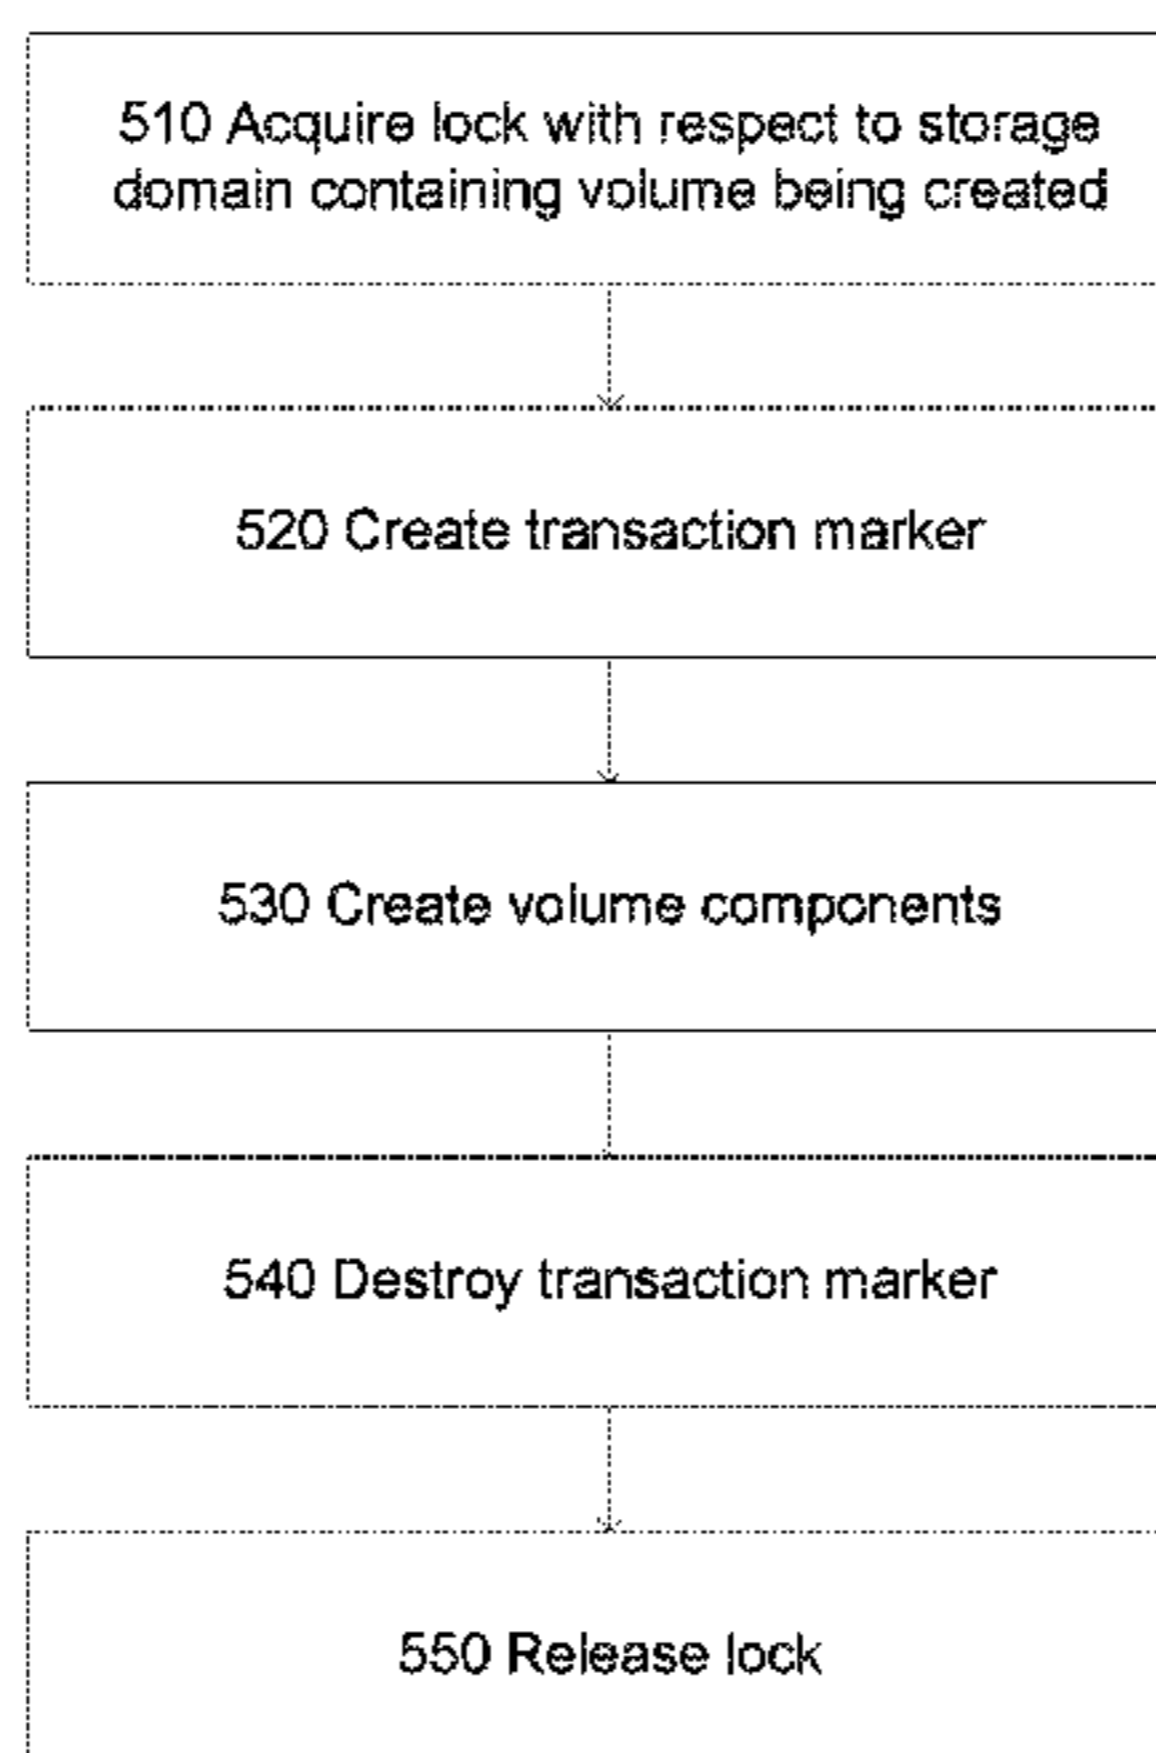 510 Acquire lock with respect to storage
domain containing volume being created
520 Create transaction marker
530 Create volume components
540 Destroy transaction marker
550 Release lock